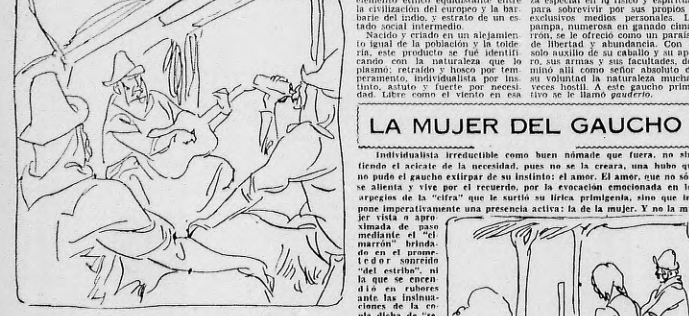 la civilización del europeo y la bar-
barie del indio, y estrato de un es-
tado social intermedio.
Nacido y criado en un alejamien-
to igual de la población y la tolde-
ría, este producto se fué identifi-
cando con la naturaleza que lo
plasmó; retraído y hosco por tem-
peramento, individualista por ins-
tinto, astuto y fuerte por necesi-
dad. Libre como el viento en esa
para sobrevivir por sus propios
exclusivos medios personales. L
pampa, numerosa en ganado cima
rrón, se le ofreció como un paraís
de libertad y abundancia. Con
solo auxilio de su caballo y su ap
ro, sus armas y sus facultades, d
minó allí como señor absoluto
su voluntad la naturaleza mucha
veces hostil. A este gaucho prim
tivo se le llamó gauderio.
LA MUJER DEL GAUCHO
Individualista irreductible como buen nómade que fuera, no si
tiendo el acicate de la necesidad, pues no se la creara, una hubo q
no pudo el gaucho extirpar de su instinto: el amor. El amor, que no só
se alienta y vive por el recuerdo, por la evocación emocionada en l
arpegios de la "cifra" que le surtió su lírica primigenia, sino que i
pone imperativamente una presencia activa: la de la mujer. Y no la m
jer vista o apro-
ximada de paso
mediante el "ci-
marrón" brinda-
do en el prome-
tedor sonreído
"del estribo", ni
la que se encen-
dió en rubores
ante las insinua-
ciones de la co-